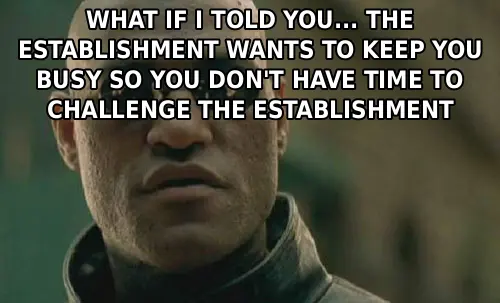 WHAT IF I TOLD YOU... THE
ESTABLISHMENT WANTS TO KEEP YOU
BUSY SO YOU DON'T HAVE TIME TO
CHALLENGE THE ESTABLISHMENT